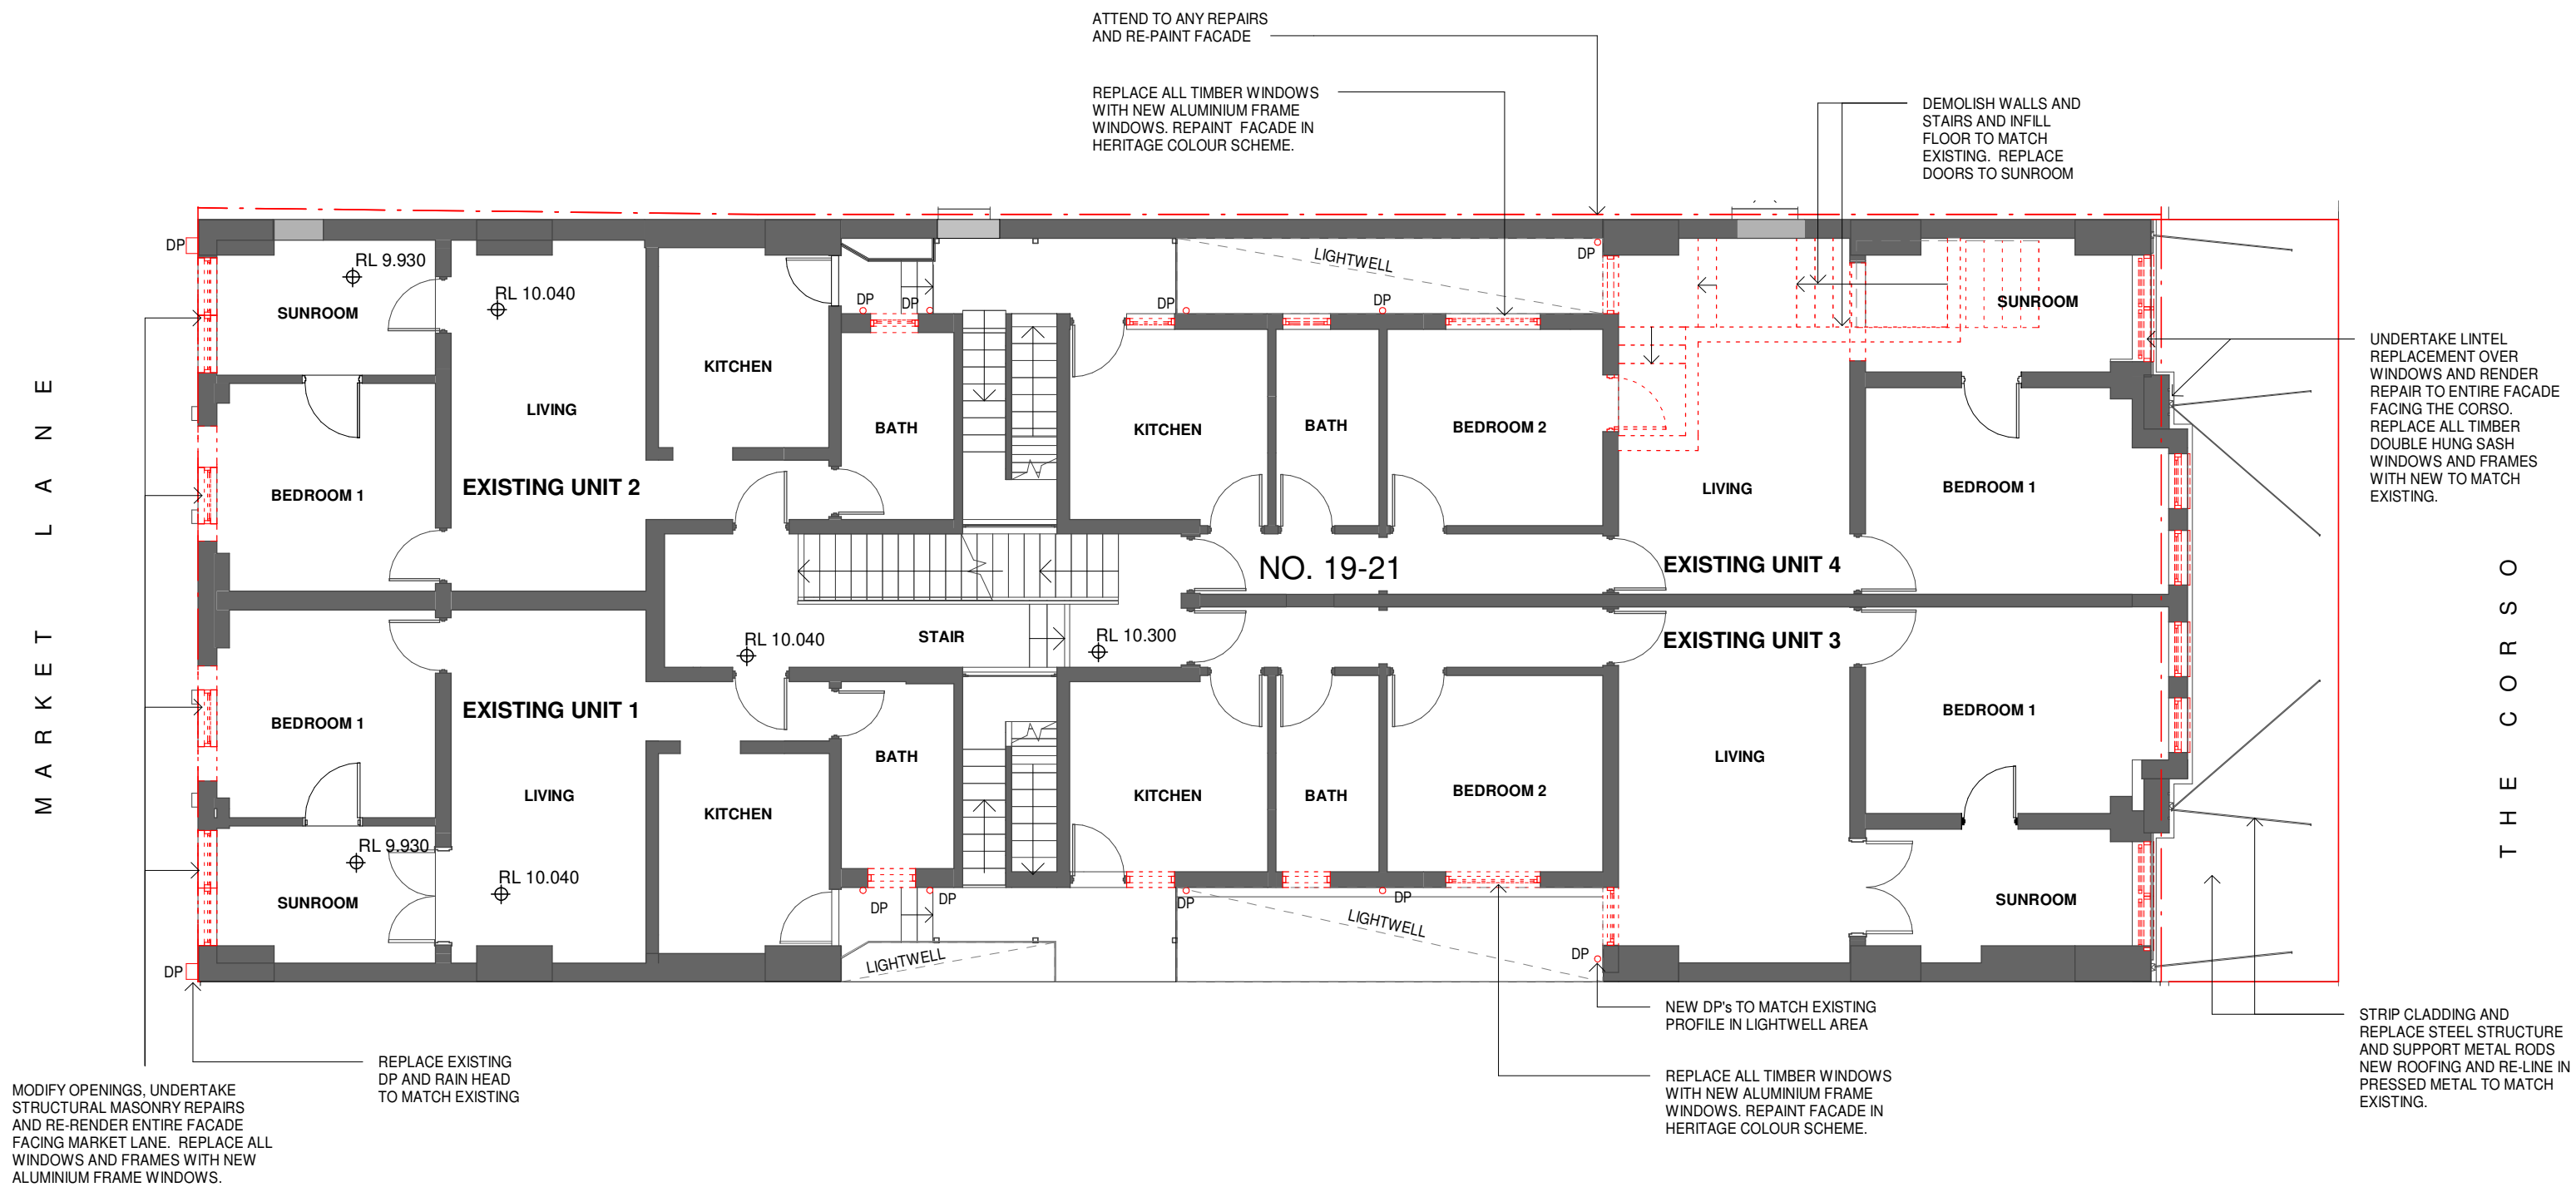 ATTEND TO ANY REPAIRS
AND RE-PAINT FACADE
REPLACE ALL TIMBER WINDOWS
WITH NEW ALUMINIUM FRAME
WINDOWS. REPAINT FACADE IN
HERITAGE COLOUR SCHEME.
DEMOLISH WALLS AND
STAIRS AND INFILL
FLOOR TO MATCH
EXISTING. REPLACE
DOORS TO SUNROOM
DP
RL 9.930
RL 10.040
SUNROOM
LIVING
KITCHEN
DP
DP
BATH
BEDROOM 1
EXISTING UNIT 2
LIGHTWELL
DP
DP
DP
KITCHEN
BATH
BEDROOM 2
LIVING
SUNROOM
BEDROOM 1
EXISTING UNIT 4
UNDERTAKE LINTEL
REPLACEMENT OVER
WINDOWS AND RENDER
REPAIR TO ENTIRE FACADE
FACING THE CORSO.
REPLACE ALL TIMBER
DOUBLE HUNG SASH
WINDOWS AND FRAMES
WITH NEW TO MATCH
EXISTING.
MARKET LANE
NO. 19-21
THE CORSO
RL 10.040
STAIR
RL 10.300
EXISTING UNIT 3
EXISTING UNIT 1
BEDROOM 1
LIVING
KITCHEN
BATH
KITCHEN
BATH
BEDROOM 2
LIVING
BEDROOM 1
RL 9.930
RL 10.040
SUNROOM
DP
DP
DP
DP
LIGHTWELL
LIGHTWELL
DP
SUNROOM
DP
NEW DP's TO MATCH EXISTING
PROFILE IN LIGHTWELL AREA
STRIP CLADDING AND
REPLACE STEEL STRUCTURE
AND SUPPORT METAL RODS
NEW ROOFING AND RE-LINE IN
PRESSED METAL TO MATCH
EXISTING.
REPLACE EXISTING
DP AND RAIN HEAD
TO MATCH EXISTING
REPLACE ALL TIMBER WINDOWS
WITH NEW ALUMINIUM FRAME
WINDOWS. REPAINT FACADE IN
HERITAGE COLOUR SCHEME.
MODIFY OPENINGS, UNDERTAKE
STRUCTURAL MASONRY REPAIRS
AND RE-RENDER ENTIRE FACADE
FACING MARKET LANE. REPLACE ALL
WINDOWS AND FRAMES WITH NEW
ALUMINIUM FRAME WINDOWS.